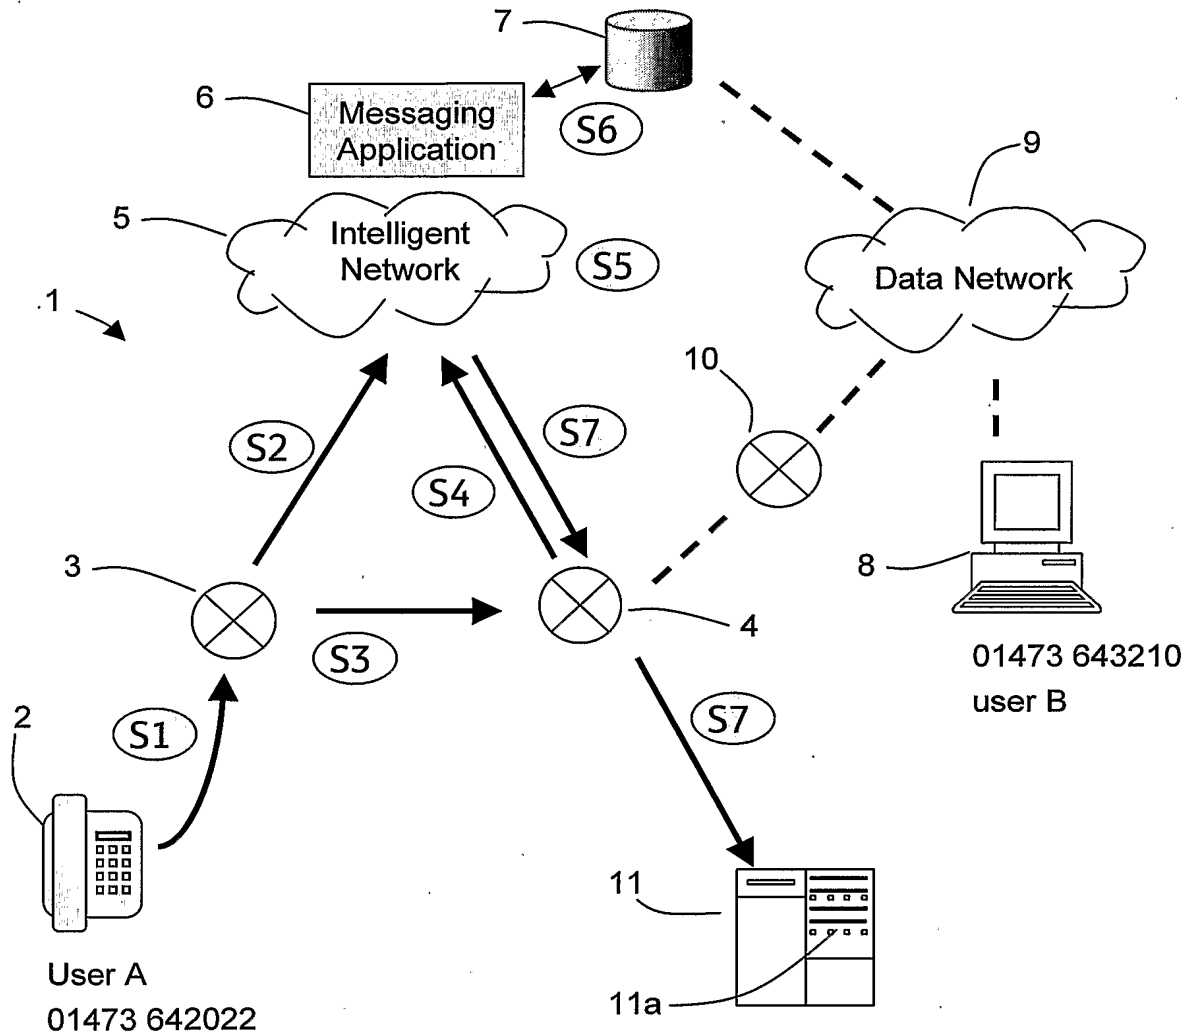 7
6
Messaging
Application
S6
9
5
Intelligent
Network
S5
Data Network
1
10
S2
S7
S4
3
8
4
S3
01473 643210
user B
2
S1
S7
11
User A
11a
01473 642022